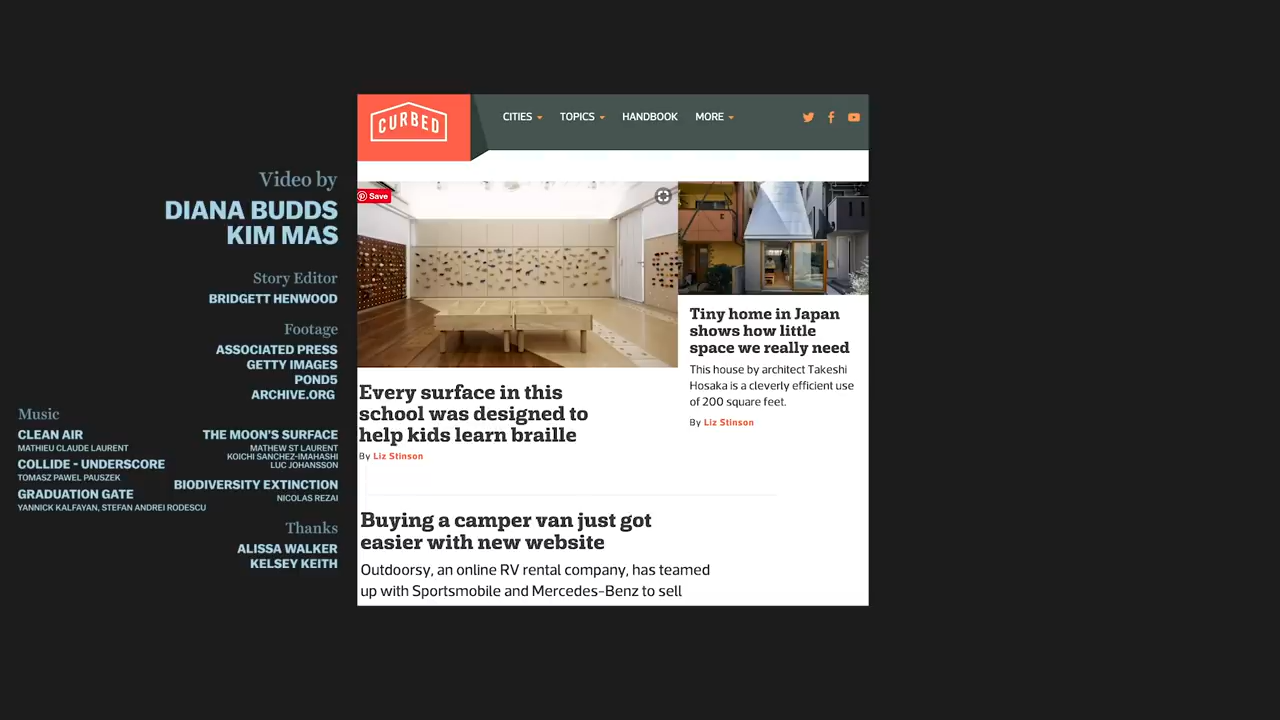 Video by
DIANA BUDDS
KIM MAS
Story Editor
BRIDGETT HENWOOD
Footage
ASSOCIATED PRESS
GETTY IMAGES
POND5
ARCHIVE.ORG
Music
CLEAN AIR
MATHIEU CLAUDE LAURENT
COLLIDE - UNDERSCORE
TOMASZ PAWEL PAUSZEK
GRADUATION GATE
YANNICK KALFAYAN, STEFAN ANDREI RODESCU
THE MOON'S SURFACE
MATHEW ST LAURENT
KOICHI SANCHEZ-IMAHASHI
LUC JOHANSSON
BIODIVERSITY EXTINCTION
NICOLAS REZAI
Thanks
ALISSA WALKER
KELSEY KEITH
CURBED
CITIES TOPICS HANDBOOK MORE
Save
Every surface in this
school was designed to
help kids learn braille
By Liz Stinson
Tiny home in Japan
shows how little
space we really need
This house by architect Takeshi
Hosaka is a cleverly efficient use
of 200 square feet.
By Liz Stinson
Buying a camper van just got
easier with new website
Outdoorsy, an online RV rental company, has teamed
up with Sportsmobile and Mercedes-Benz to sell